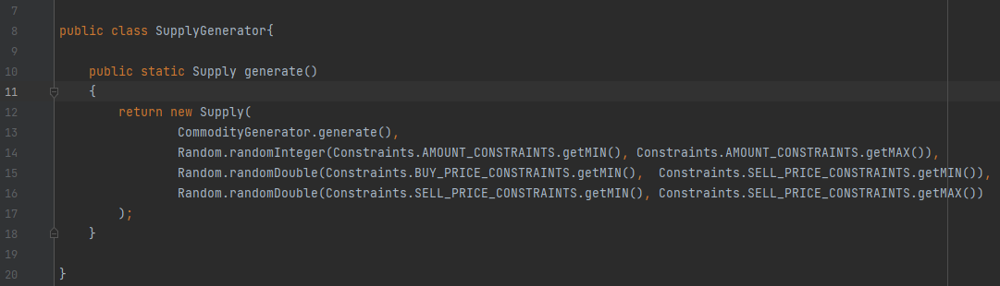 7
8 public class SupplyGenerator{
9
10     public static Supply generate()
11     {
12         return new Supply(
13                 CommodityGenerator.generate(),
14                 Random.randomInteger(Constraints.AMOUNT_CONSTRAINTS.getMIN(), Constraints.AMOUNT_CONSTRAINTS.getMAX()),
15                 Random.randomDouble(Constraints.BUY_PRICE_CONSTRAINTS.getMIN(),  Constraints.SELL_PRICE_CONSTRAINTS.getMIN()),
16                 Random.randomDouble(Constraints.SELL_PRICE_CONSTRAINTS.getMIN(), Constraints.SELL_PRICE_CONSTRAINTS.getMAX())
17         );
18     }
19
20 }